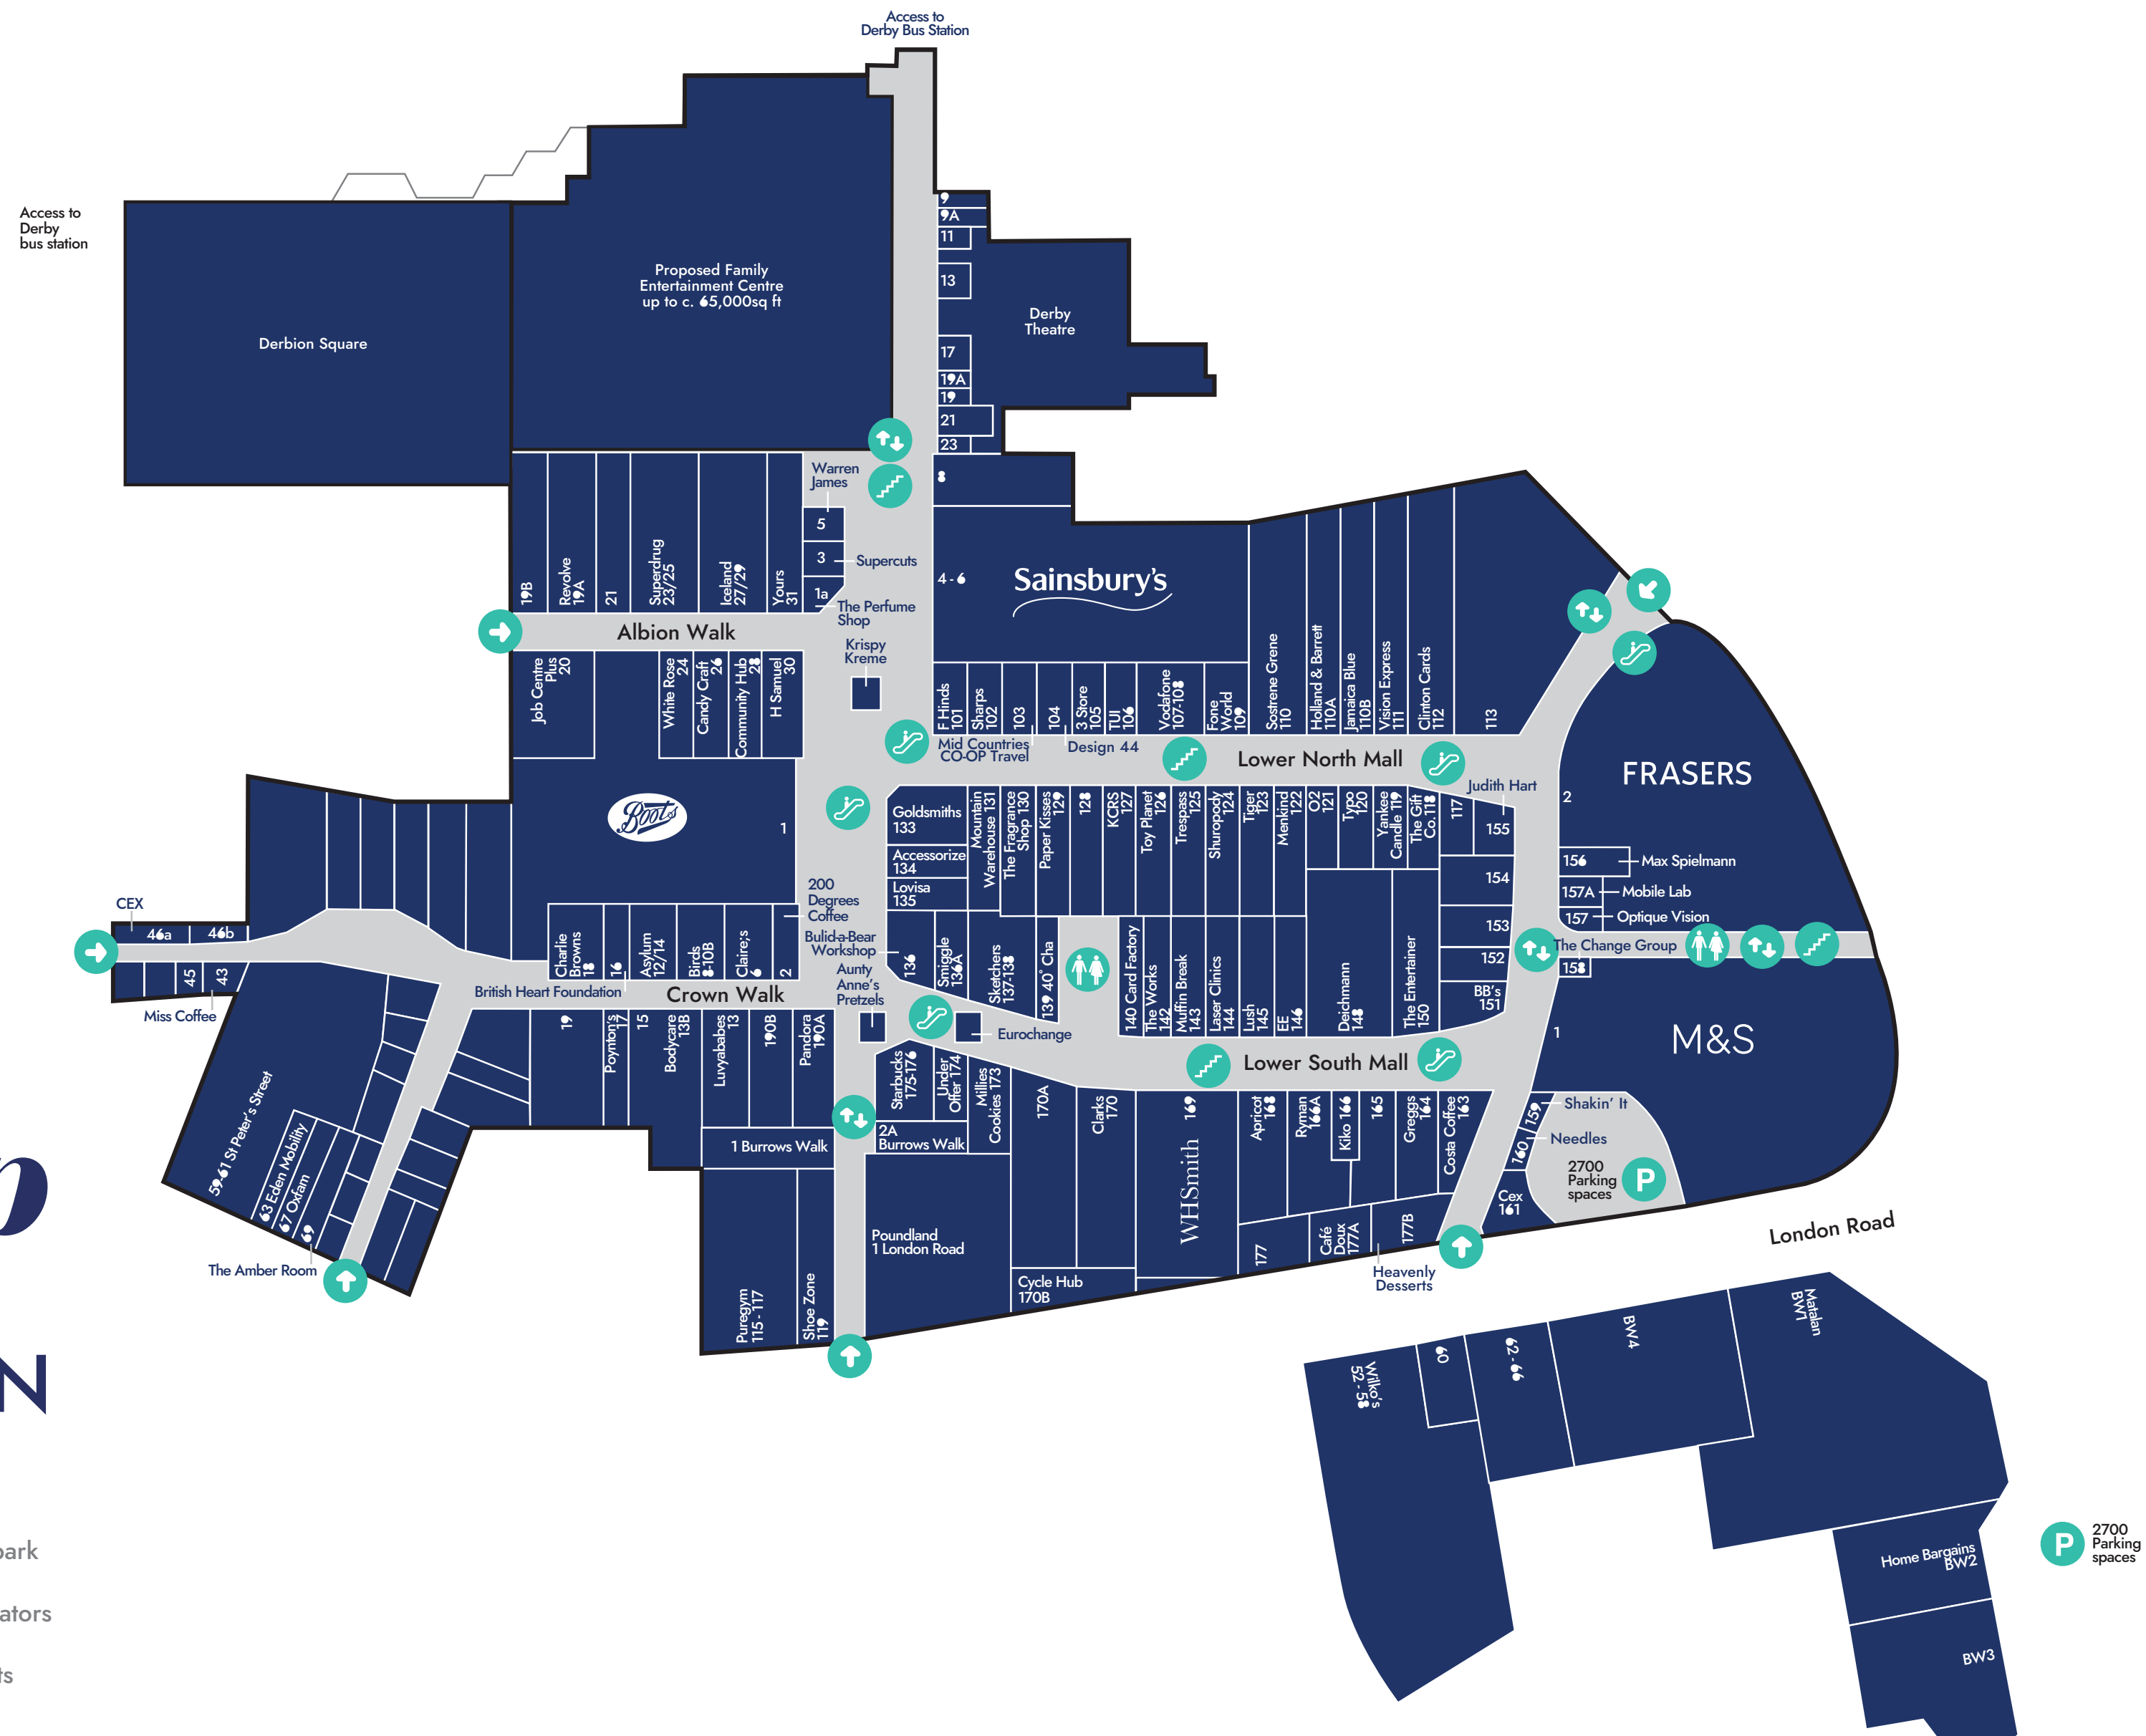 Access to
Derby Bus Station
Access to
Derby
bus station
Derbion Square
Proposed Family
Entertainment Centre
up to c. 65,000sq ft
9
9A
11
13
17
19A
19
21
23
Derby
Theatre
8
4 - 6
Sainsbury's
Warren
James
5
3
Supercuts
1a
The Perfume
Shop
19B
Revolve
19A
21
Superdrug
23/25
Iceland
27/29
Yours
31
Albion Walk
Krispy
Kreme
Job Centre
Plus
20
White Rose
24
Candy Craft
26
Community Hub
28
H Samuel
30
F Hinds
101
Sharps
102
103
104
3 Store
105
TUI
106
Vodafone
107-108
Fone
World
109
Sostrene Grene
110
Holland & Barrett
110A
Jamaica Blue
110B
Vision Express
111
Clinton Cards
112
113
Mid Countries
CO-OP Travel
Design 44
Lower North Mall
Judith Hart
FRASERS
2
Boots
1
Goldsmiths
133
Accessorize
134
Lovisa
135
Mountain
Warehouse 131
The Fragrance
Shop 130
Paper Kisses
129
128
KCRS
127
Toy Planet
126
Trespass
125
Shuropody
124
Tiger
123
Menkind
122
O2
121
Typo
120
Yankee
Candle 119
The Gift
Co. 118
117
155
154
153
152
BB's
151
156
Max Spielmann
157A
Mobile Lab
157
Optique Vision
The Change Group
158
CEX
46a
46b
45
43
Miss Coffee
Charlie
Browns
18
16
Asylum
12/14
Birds
8-10B
Claire;s
6
2
200
Degrees
Coffee
Bulid-a-Bear
Workshop
Aunty
Anne's
Pretzels
British Heart Foundation
Crown Walk
136
Smiggle
136A
Sketchers
137-138
139 40° Cha
140 Card Factory
The Works
142
Muffin Break
143
Laser Clinics
144
Lush
145
EE
146
Deichmann
148
The Entertainer
150
Eurochange
Lower South Mall
1
M&S
19
Poynton's
17
15
Bodycare
13B
Luvyababes
13
190B
Pandora
190A
1 Burrows Walk
Starbucks
175-176
Under
Offer 174
Millies
Cookies 173
2A
Burrows Walk
170A
Clarks
170
169
WHSmith
Apricot
168
Ryman
166A
Kiko 166
165
Greggs
164
Costa Coffee
163
159
Shakin' It
160
Needles
2700
Parking
spaces
P
Cex
161
59-61 St Peter's Street
63 Eden Mobility
67 Oxfam
69
The Amber Room
Puregym
115 - 117
Shoe Zone
119
Poundland
1 London Road
Cycle Hub
170B
177
Café
Doux
177A
177B
Heavenly
Desserts
London Road
Wilko's
52 - 58
60
62 - 66
BW4
Matalan
BW1
Home Bargains
BW2
BW3
P
2700
Parking
spaces
p
N
park
ators
ts